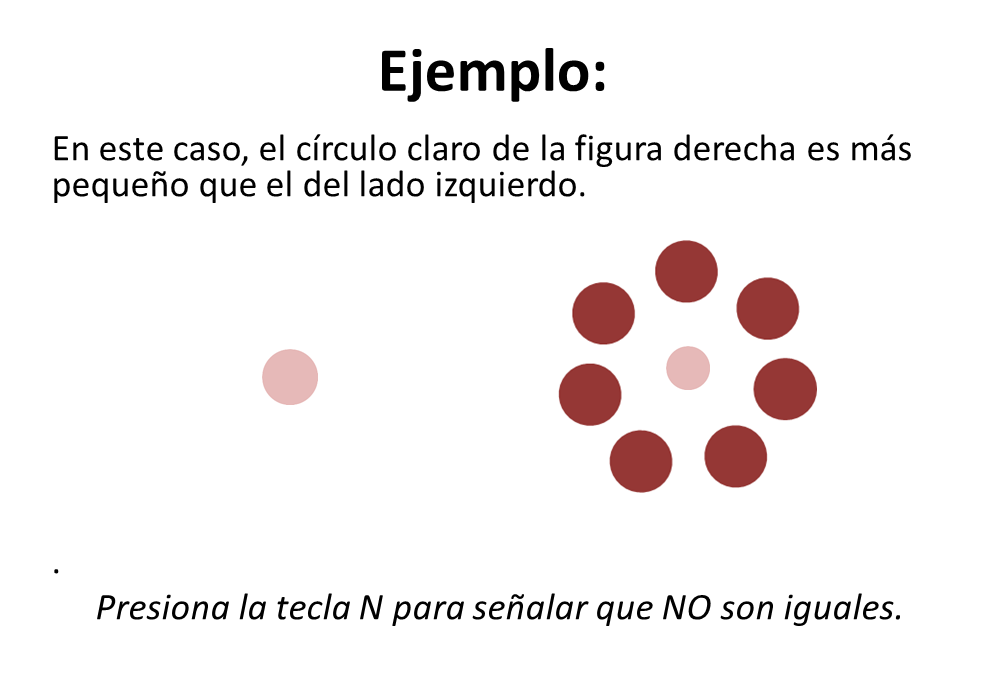 Ejemplo:
En este caso, el círculo claro de la figura derecha es más
pequeño que el del lado izquierdo.
.
Presiona la tecla N para señalar que NO son iguales.